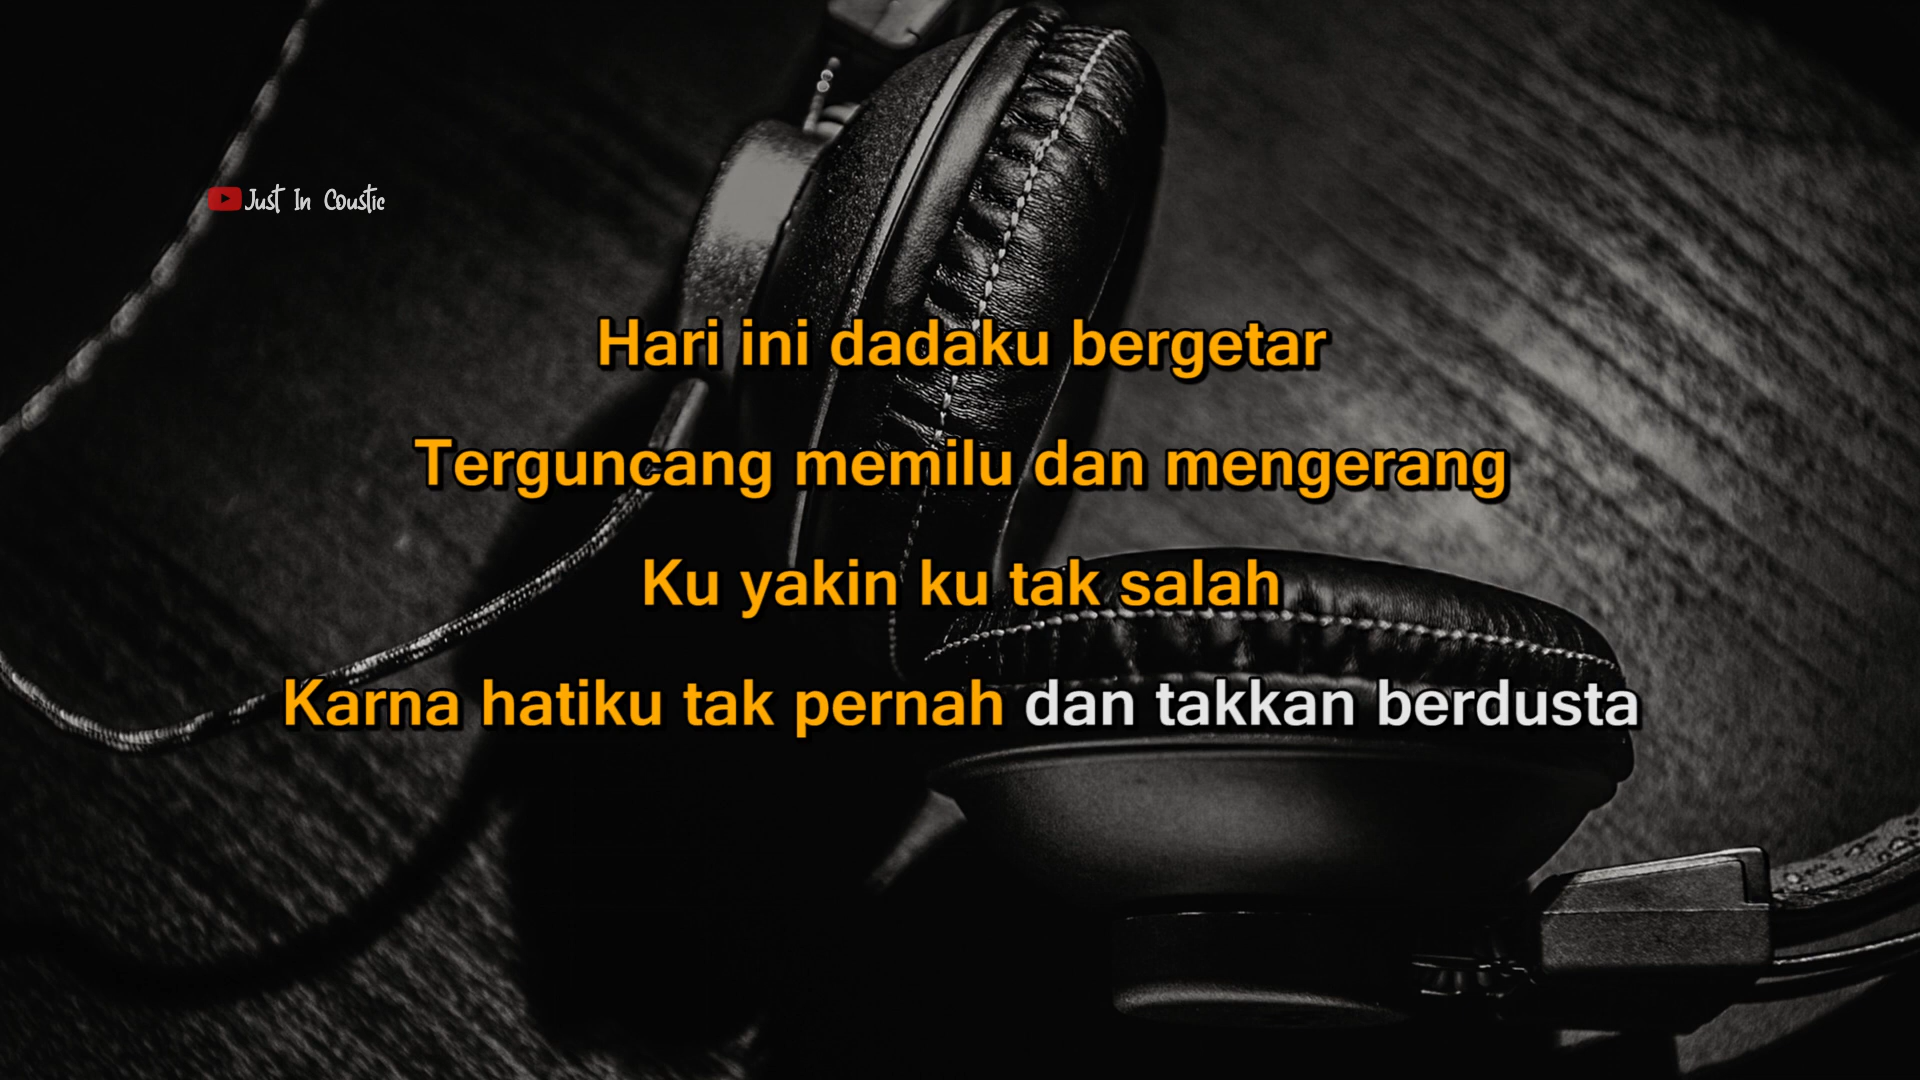 Just In Coustic
Hari ini dadaku bergetar
Terguncang memilu dan mengerang
Ku yakin ku tak salah
Karna hatiku tak pernah dan takkan berdusta